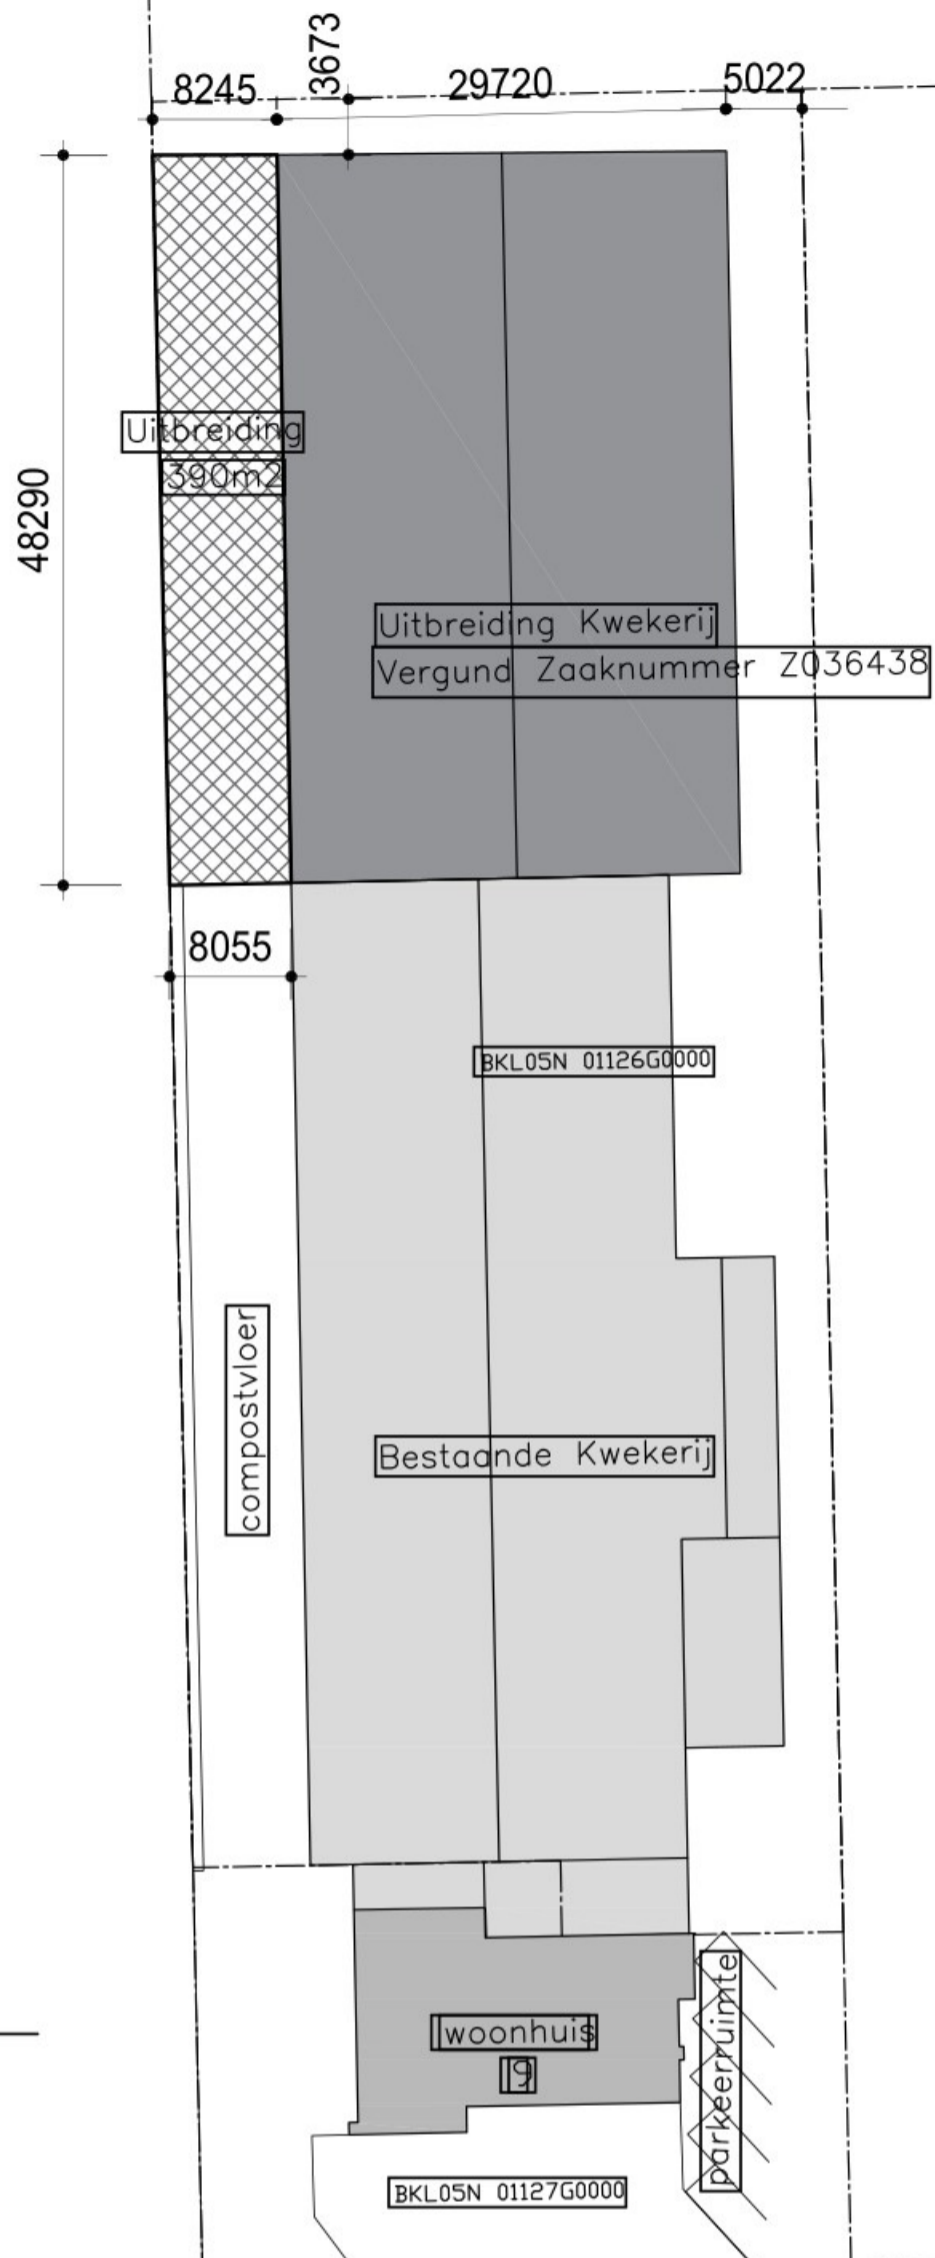 8245
3673
29720
5022
48290
Uitbreiding
390m2
Uitbreiding Kwekerij
Vergund Zaaknummer Z036438
8055
BKL05N 01126G0000
compostvloer
Bestaande Kwekerij
woonhuis
9
parkeerruimte
BKL05N 01127G0000